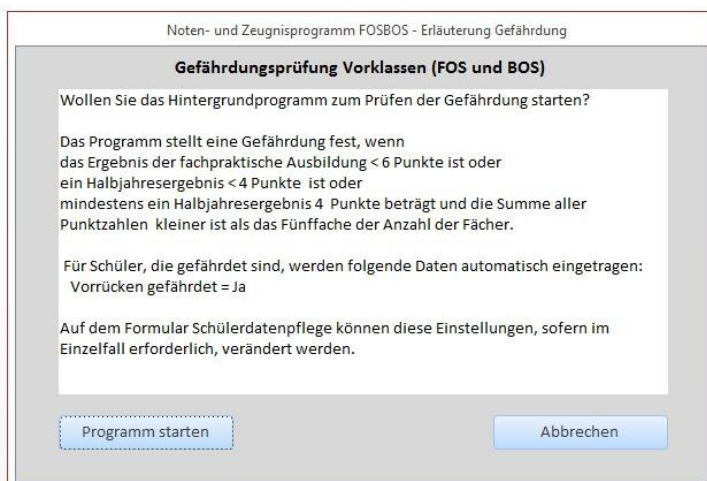 Noten- und Zeugnisprogramm FOSBOS - Erläuterung Gefährdung
Gefährdungsprüfung Vorklassen (FOS und BOS)
Wollen Sie das Hintergrundprogramm zum Prüfen der Gefährdung starten?
Das Programm stellt eine Gefährdung fest, wenn
das Ergebnis der fachpraktische Ausbildung < 6 Punkte ist oder
ein Halbjahresergebnis < 4 Punkte ist oder
mindestens ein Halbjahresergebnis 4 Punkte beträgt und die Summe aller
Punktzahlen kleiner ist als das Fünffache der Anzahl der Fächer.
Für Schüler, die gefährdet sind, werden folgende Daten automatisch eingetragen:
Vorrücken gefährdet = Ja
Auf dem Formular Schülerdatenpflege können diese Einstellungen, sofern im
Einzelfall erforderlich, verändert werden.
Programm starten
Abbrechen